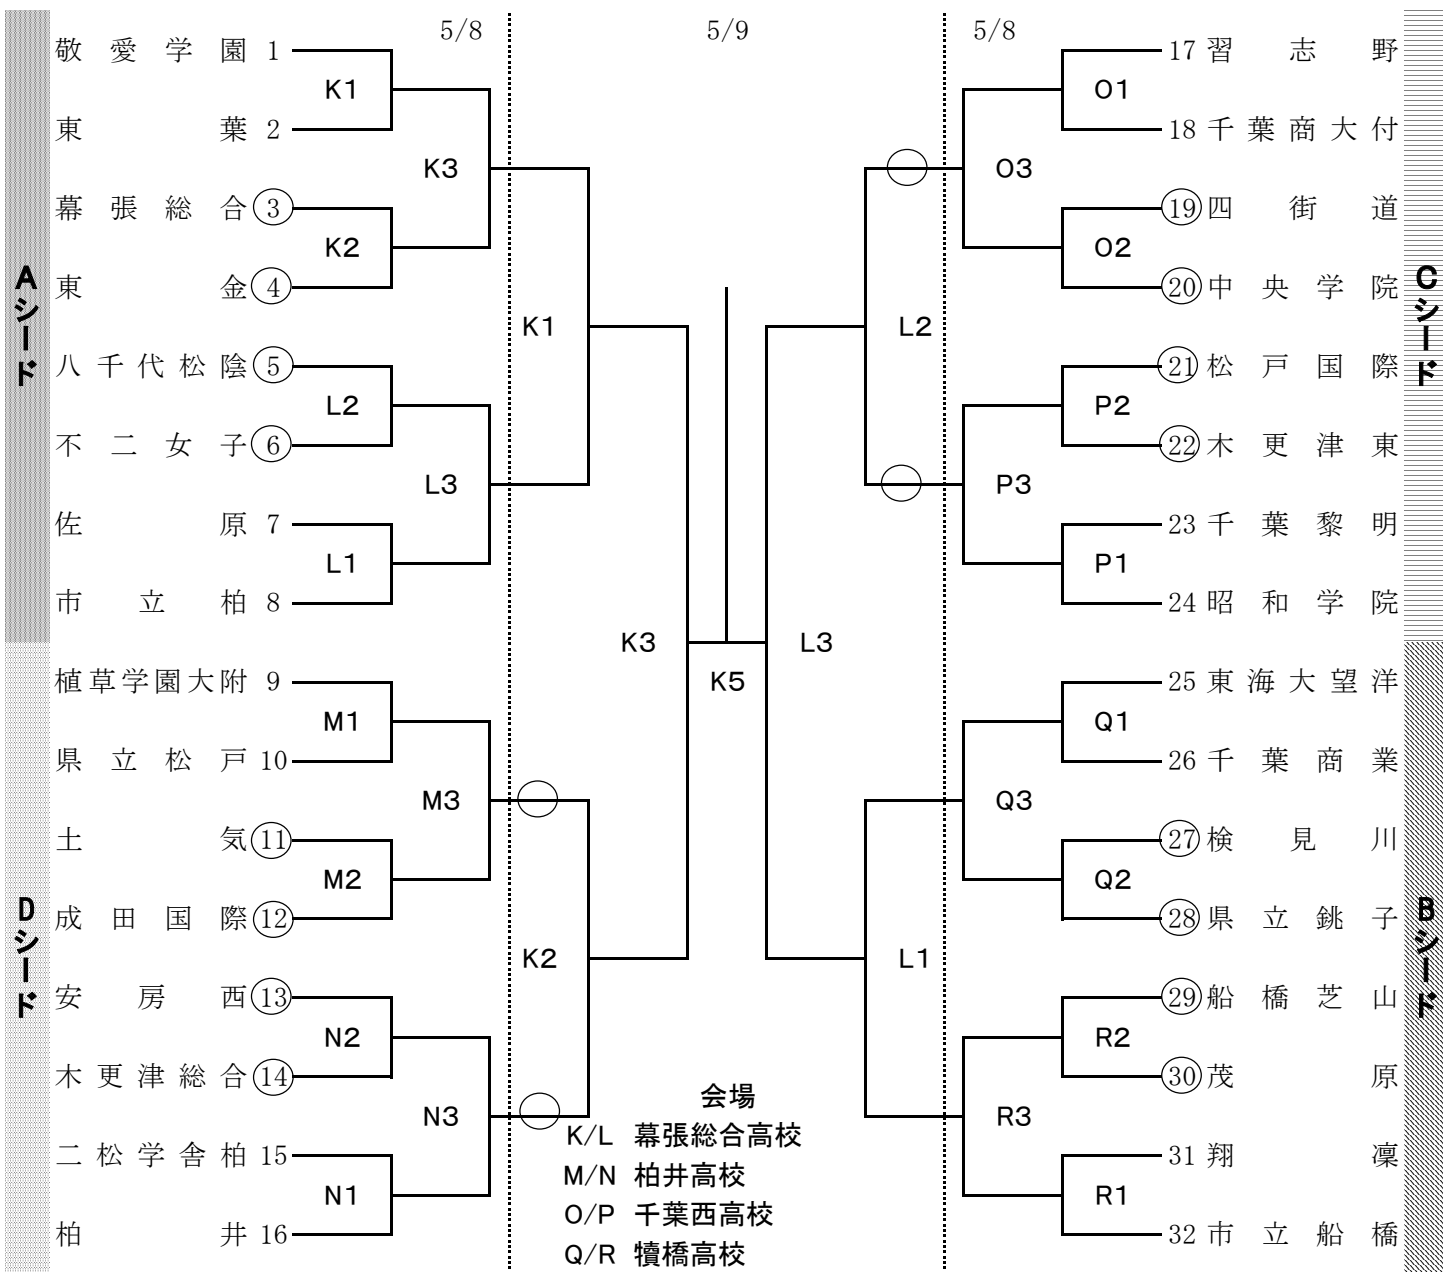 5/8 5/9 5/8
Aシード
Dシード
敬愛学園 1
東葉 2
幕張総合 3
東金 4
八千代松陰 5
不二女子 6
佐原 7
市立柏 8
植草学園大附 9
県立松戸 10
土気 11
成田国際 12
安房西 13
木更津総合 14
二松学舎柏 15
柏井 16
K1
K2
L2
L1
M1
M2
N2
N1
K3
L3
M3
N3
K1
K2
K3
K5
L3
L2
L1
O3
P3
Q3
R3
O1
O2
P2
P1
Q1
Q2
R2
R1
17 習志野
18 千葉商大付
19 四街道
20 中央学院
21 松戸国際
22 木更津東
23 千葉黎明
24 昭和学院
25 東海大望洋
26 千葉商業
27 検見川
28 県立銚子
29 船橋芝山
30 茂原
31 翔凜
32 市立船橋
Cシード
Bシード
会場
K/L 幕張総合高校
M/N 柏井高校
O/P 千葉西高校
Q/R 犢橋高校